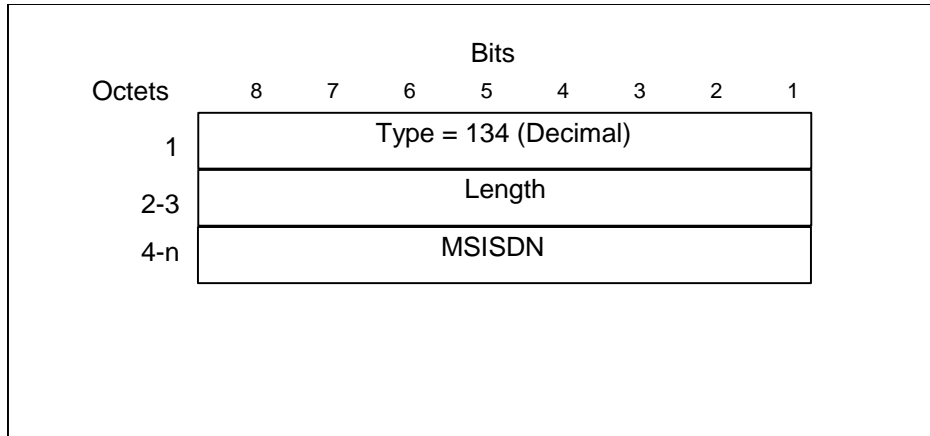 Bits
Octets 8 7 6 5 4 3 2 1
1 Type = 134 (Decimal)
2-3 Length
4-n MSISDN